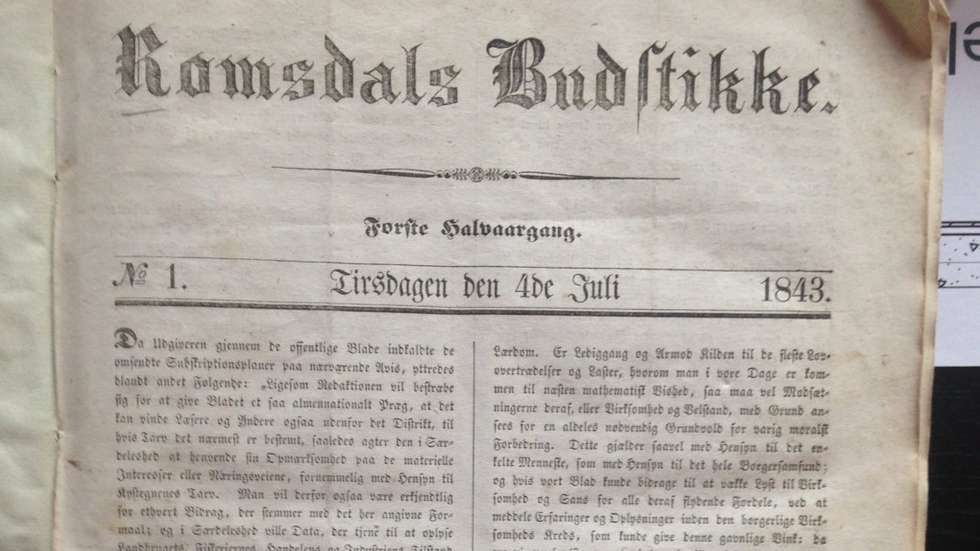 Romsdals Budstikke.
Første Halvaargang.
No 1. Tirsdagen den 4de Juli 1843.
Da Udgiveren gjennem de offentlige Blade indkaldte de
omsendte Subskriptionsplaner paa nærværende Avis, yttredes
blandt andet Følgende: „Ligesom Redaktionen vil bestræbe
sig for at give Bladet et saa almennationalt Præg, at det
kan vinde Læsere og Yndere ogsaa udenfor det Distrikt, til
hvis Tarv det nærmest er bestemt, saaledes agter den i Sær-
deleshed at henvende sin Opmærksomhed paa de materielle
Interesser eller Næringsveiene, fornemmelig med Hensyn til
Kystegnenes Tarv. Man vil derfor ogsaa være erkjendtlig
for ethvert Bidrag, der stemmer med det her angivne For-
maal; og i Særdeleshed ville Data, der tjene til at oplyse
Landbrugets, Fiskeriernes, Handelens og Industriens Tilstand
Lærdom. Er Lediggang og Armod Kilden til de fleste Lov-
overtrædelser og Laster, hvorom man i vore Dage er kom-
men til næsten mathematisk Vished, saa maa vel Modsæt-
ningerne deraf, eller Virksomhed og Velstand, med Grund an-
sees for en aldeles nødvendig Grundvold for varig moralsk
Forbedring. Dette gjælder saavel med Hensyn til det en-
kelte Menneske, som med Hensyn til det hele Borgersamfund;
og hvis vort Blad kunde bidrage til at vække Lyst til Virk-
somhed og Sans for alle deraf flydende Fordele, ved at
meddele Erfaringer og Oplysninger inden den borgerlige Virk-
somheds Kreds, som kunde give denne gavnlige Vink: da